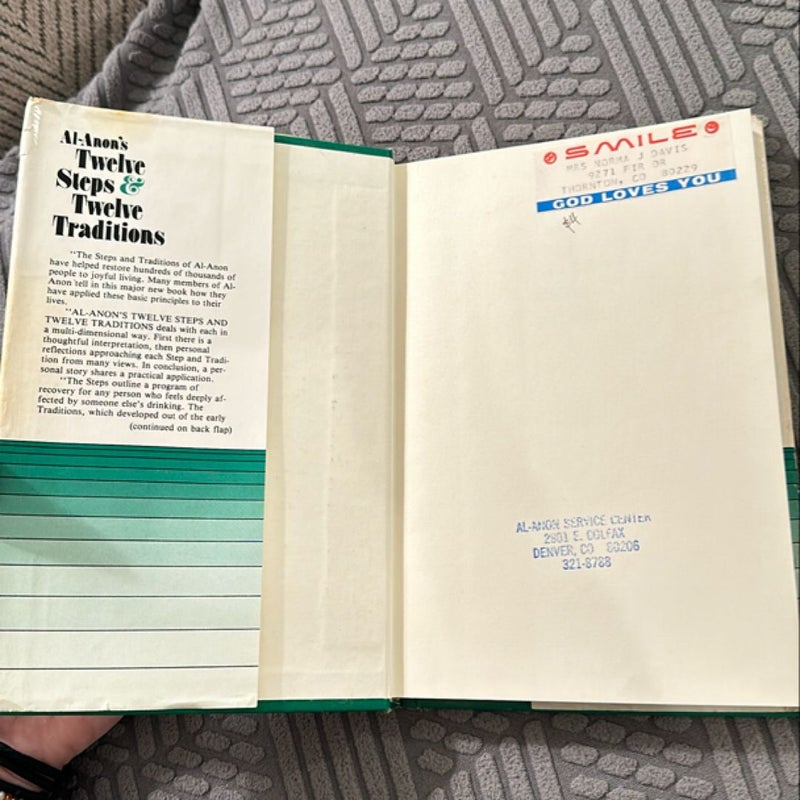 Al-Anon's
Twelve
Steps &
Twelve
Traditions
"The Steps and Traditions of Al-Anon
have helped restore hundreds of thousands of
people to joyful living. Many members of Al-
Anon tell in this major new book how they
have applied these basic principles to their
lives.
"AL-ANON'S TWELVE STEPS AND
TWELVE TRADITIONS deals with each in
a multi-dimensional way. First there is a
thoughtful interpretation, then personal
reflections approaching each Step and Tradi-
tion from many views. In conclusion, a per-
sonal story shares a practical application.
"The Steps outline a program of
recovery for any person who feels deeply af-
fected by someone else's drinking. The
Traditions, which developed out of the early
(continued on back flap)
SMILE
MRS NORMA J DAVIS
9271 FIR DR
THORNTON, CO 80229
GOD LOVES YOU
$4
AL-ANON SERVICE CENTER
2801 E. COLFAX
DENVER, CO 80206
321-8788